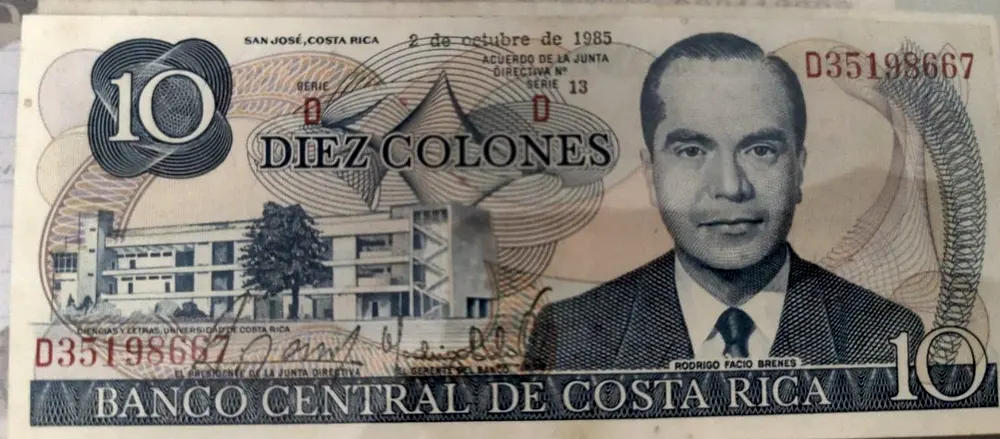 10
SAN JOSÉ, COSTA RICA
2 de octubre de 1985
ACUERDO DE LA JUNTA
DIRECTIVA Nº
SERIE
SERIE 13
D
D
D35198667
DIEZ COLONES
CIENCIAS Y LETRAS, UNIVERSIDAD DE COSTA RICA
D35198667
EL PRESIDENTE DE LA JUNTA DIRECTIVA
EL GERENTE DEL BANCO
RODRIGO FACIO BRENES
BANCO CENTRAL DE COSTA RICA
10